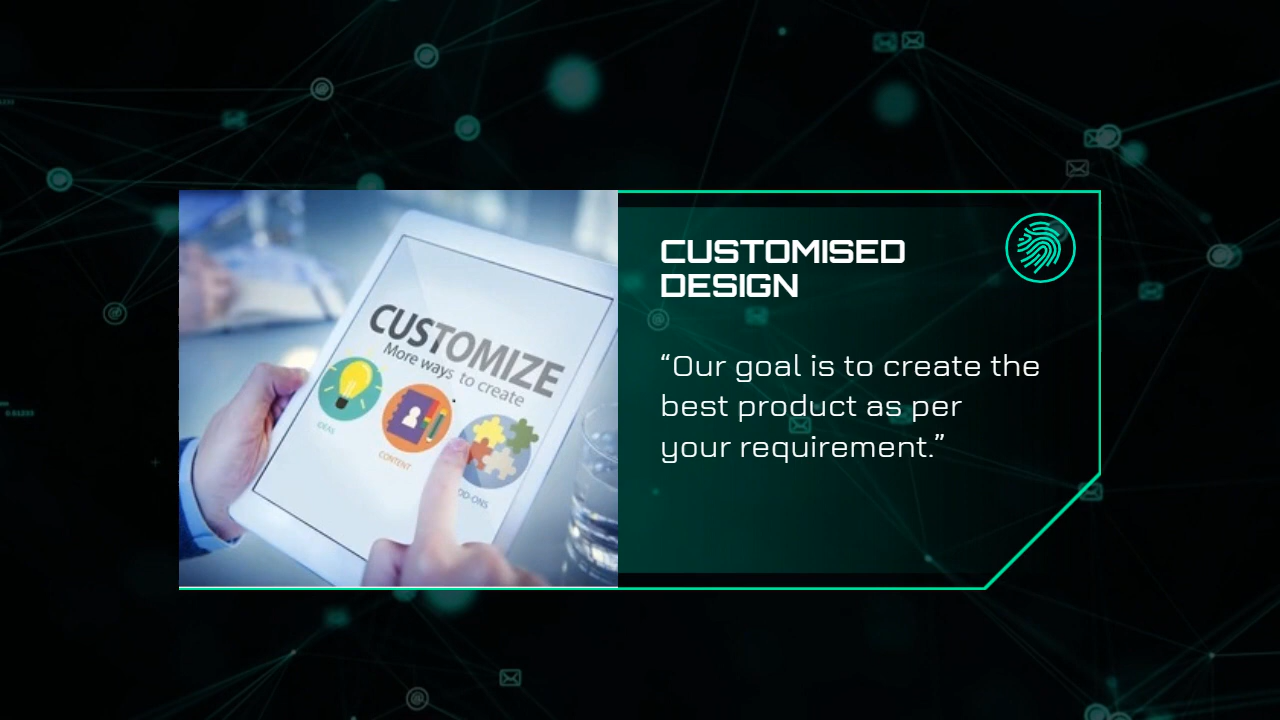 CUSTOMIZE
More ways to create
IDEAS
CONTENT
CUSTOMISED
DESIGN
“Our goal is to create the
best product as per
your requirement.”